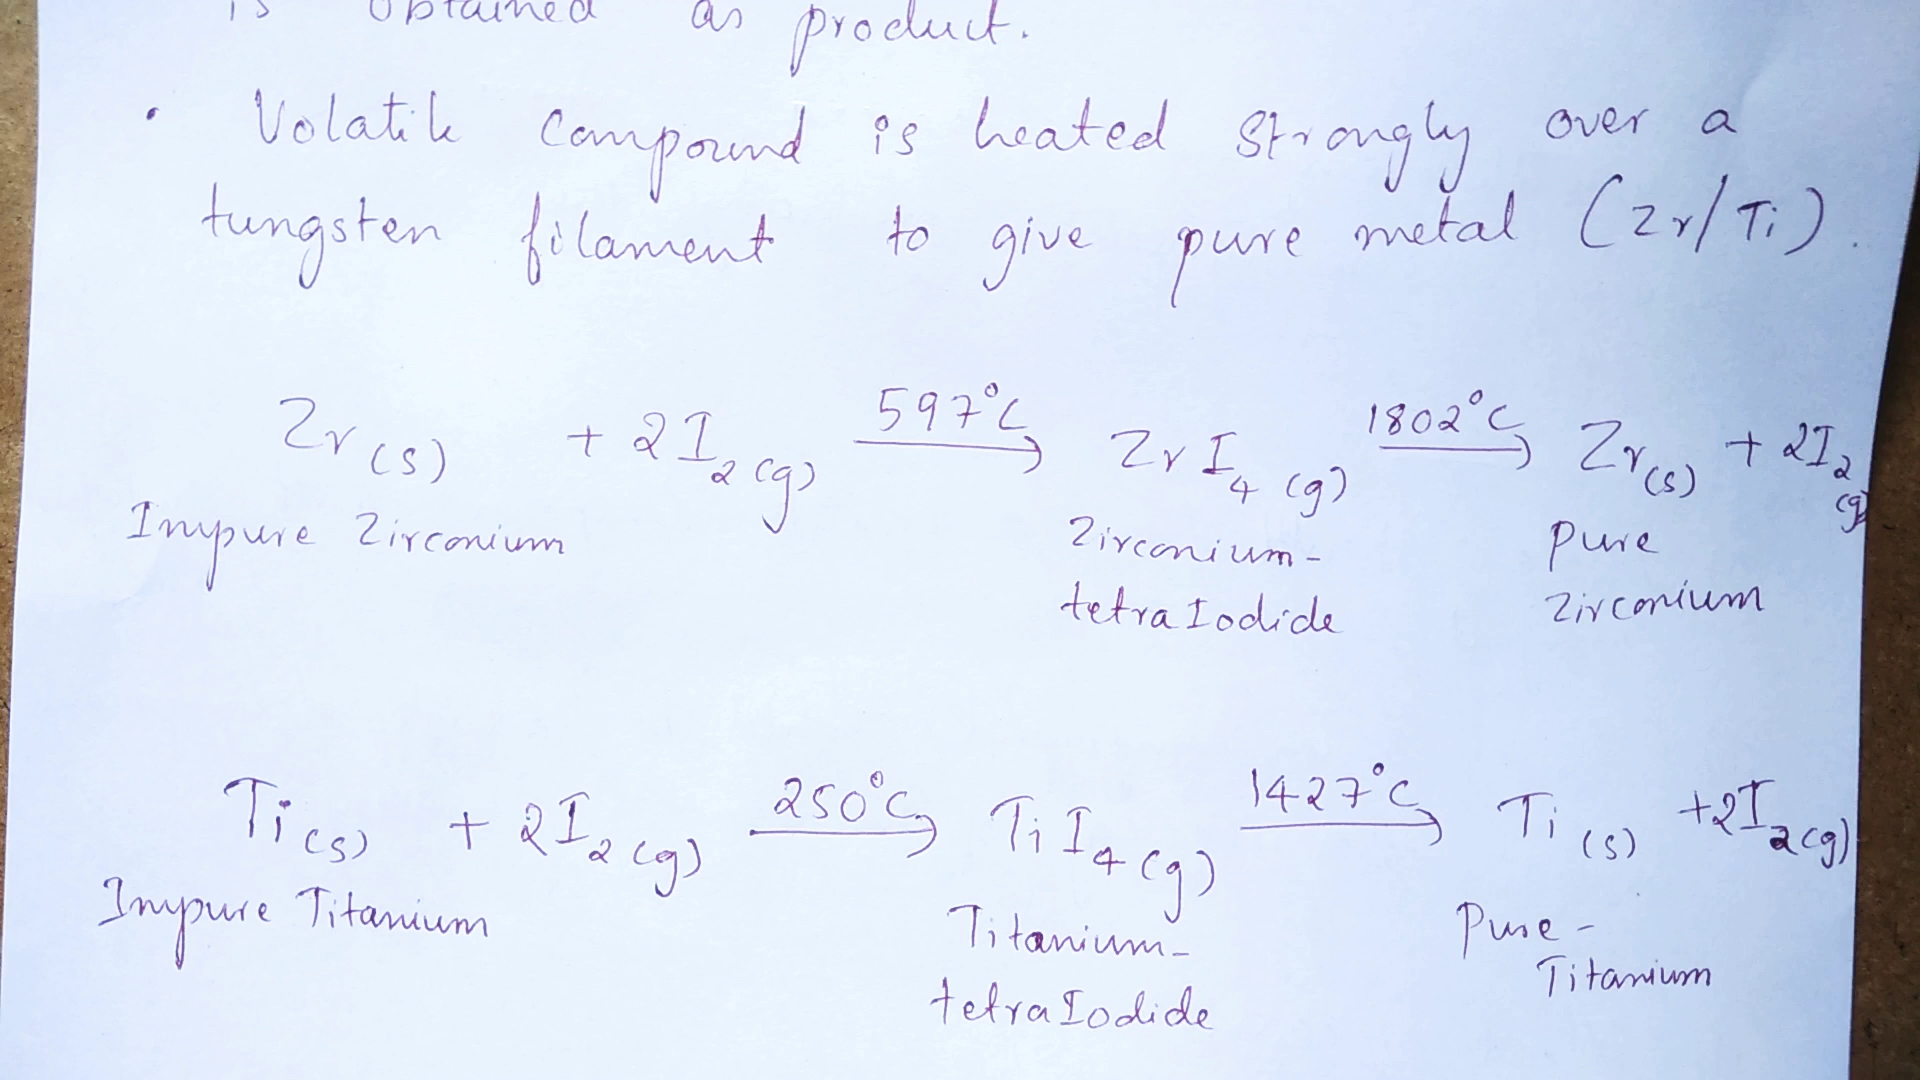 is obtained as product.
• Volatile Compound is heated strongly over a
tungsten filament to give pure metal (Zr/Ti).
Zr(s) + 2I₂(g) 597°C → ZrI₄(g) 1802°C → Zr(s) + 2I₂(g)
Impure Zirconium Zirconium- Pure
tetraIodide Zirconium
Ti(s) + 2I₂(g) 250°C → TiI₄(g) 1427°C → Ti(s) +2I₂(g)
Impure Titanium Titanium- Pure-
tetraIodide Titanium